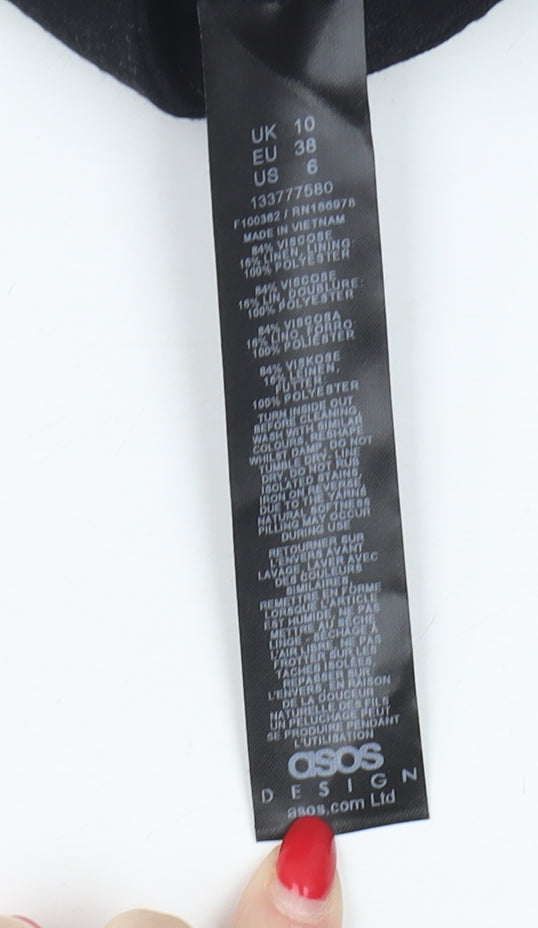 UK 10
EU 38
US 6
133777580
F100362 / RN166978
MADE IN VIETNAM
84% VISCOSE
16% LINEN, LINING:
100% POLYESTER
84% VISCOSE
16% LIN, DOUBLURE:
100% POLYESTER
84% VISCOSA
16% LINO, FORRO:
100% POLIÉSTER
84% VISKOSE
16% LEINEN,
FUTTER:
100% POLYESTER
TURN INSIDE OUT
BEFORE CLEANING,
WASH WITH SIMILAR
COLOURS, RESHAPE
WHILST DAMP, DO NOT
TUMBLE DRY- LINE
DRY, DO NOT RUB
ISOLATED STAINS,
IRON ON REVERSE,
DUE TO THE YARNS
NATURAL SOFTNESS
PILLING MAY OCCUR
DURING USE
RETOURNER SUR
L'ENVERS AVANT
LAVAGE, LAVER AVEC
DES COULEURS
SIMILAIRES,
REMETTRE EN FORME
LORSQUE L'ARTICLE
EST HUMIDE, NE PAS
METTRE AU SÈCHE
LINGE - SÉCHAGE À
L'AIR LIBRE, NE PAS
FROTTER SUR LES
TÂCHES ISOLÉES,
REPASSER SUR
L'ENVERS, EN RAISON
DE LA DOUCEUR
NATURELLE DES FILS
UN PELUCHAGE PEUT
SE PRODUIRE PENDANT
L'UTILISATION
asos
DESIGN
asos.com Ltd